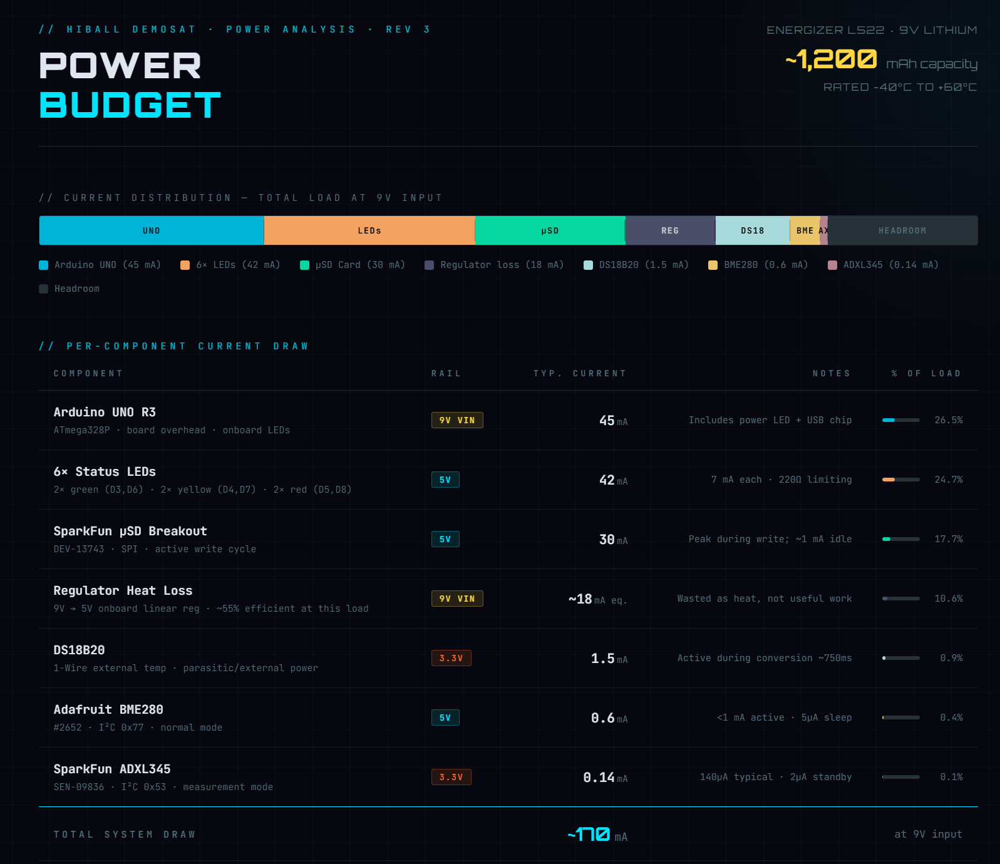 // HIBALL DEMOSAT · POWER ANALYSIS · REV 3
POWER
BUDGET
ENERGIZER L522 · 9V LITHIUM
~1,200 mAh capacity
RATED -40°C TO +60°C
// CURRENT DISTRIBUTION — TOTAL LOAD AT 9V INPUT
UNO LEDs µSD REG DS18 BME AX HEADROOM
Arduino UNO (45 mA) 6× LEDs (42 mA) µSD Card (30 mA) Regulator loss (18 mA) DS18B20 (1.5 mA) BME280 (0.6 mA) ADXL345 (0.14 mA)
Headroom
// PER-COMPONENT CURRENT DRAW
COMPONENT RAIL TYP. CURRENT NOTES % OF LOAD
Arduino UNO R3
ATmega328P · board overhead · onboard LEDs
9V VIN 45 mA Includes power LED + USB chip 26.5%
6× Status LEDs
2× green (D3,D6) · 2× yellow (D4,D7) · 2× red (D5,D8)
5V 42 mA 7 mA each · 220Ω limiting 24.7%
SparkFun µSD Breakout
DEV-13743 · SPI · active write cycle
5V 30 mA Peak during write; ~1 mA idle 17.7%
Regulator Heat Loss
9V → 5V onboard linear reg · ~55% efficient at this load
9V VIN ~18 mA eq. Wasted as heat, not useful work 10.6%
DS18B20
1-Wire external temp · parasitic/external power
3.3V 1.5 mA Active during conversion ~750ms 0.9%
Adafruit BME280
#2652 · I²C 0x77 · normal mode
5V 0.6 mA <1 mA active · 5µA sleep 0.4%
SparkFun ADXL345
SEN-09836 · I²C 0x53 · measurement mode
3.3V 0.14 mA 140µA typical · 2µA standby 0.1%
TOTAL SYSTEM DRAW ~170 mA at 9V input